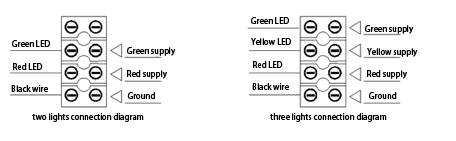 Green LED
Green supply
Red LED
Red supply
Black wire
Ground
two lights connection diagram
Green LED
Green supply
Yellow LED
Yellow supply
Red LED
Red supply
Black wire
Ground
three lights connection diagram